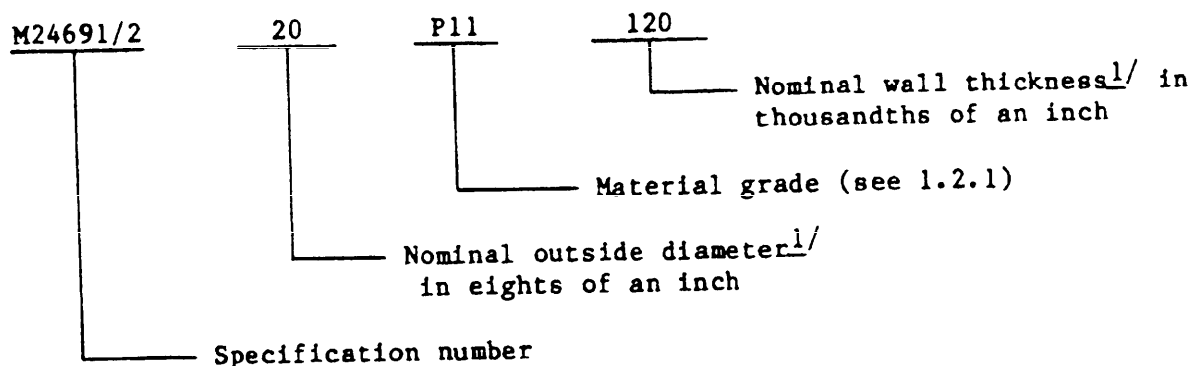 M24691/2 20 P11 120
Nominal wall thickness1/ in
thousandths of an inch
Material grade (see 1.2.1)
Nominal outside diameter1/
in eights of an inch
Specification number